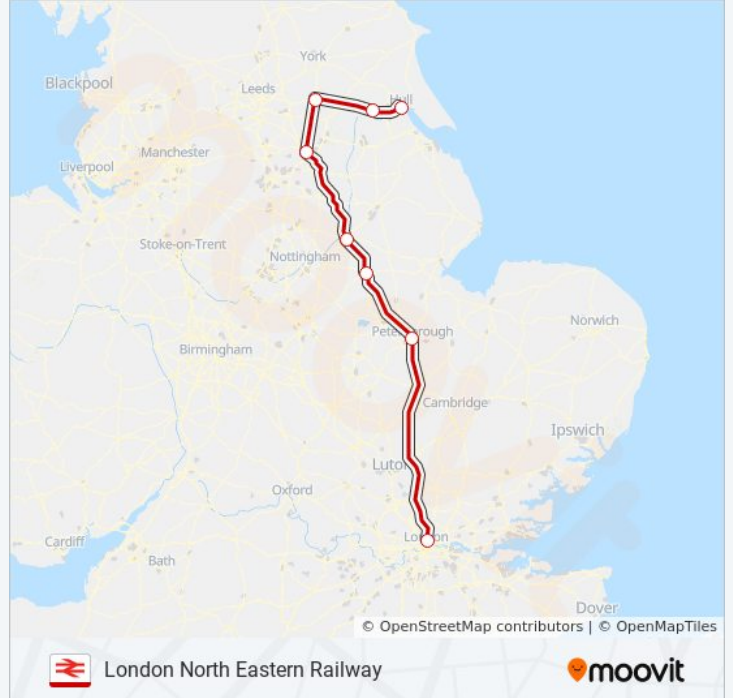 York
Blackpool
Leeds
Hull
Manchester
Liverpool
Stoke-on-Trent
Nottingham
Norwich
Peterborough
Birmingham
Cambridge
Ipswich
Luton
Oxford
London
Cardiff
Bath
Dover
© OpenStreetMap contributors | © OpenMapTiles
London North Eastern Railway
moovit